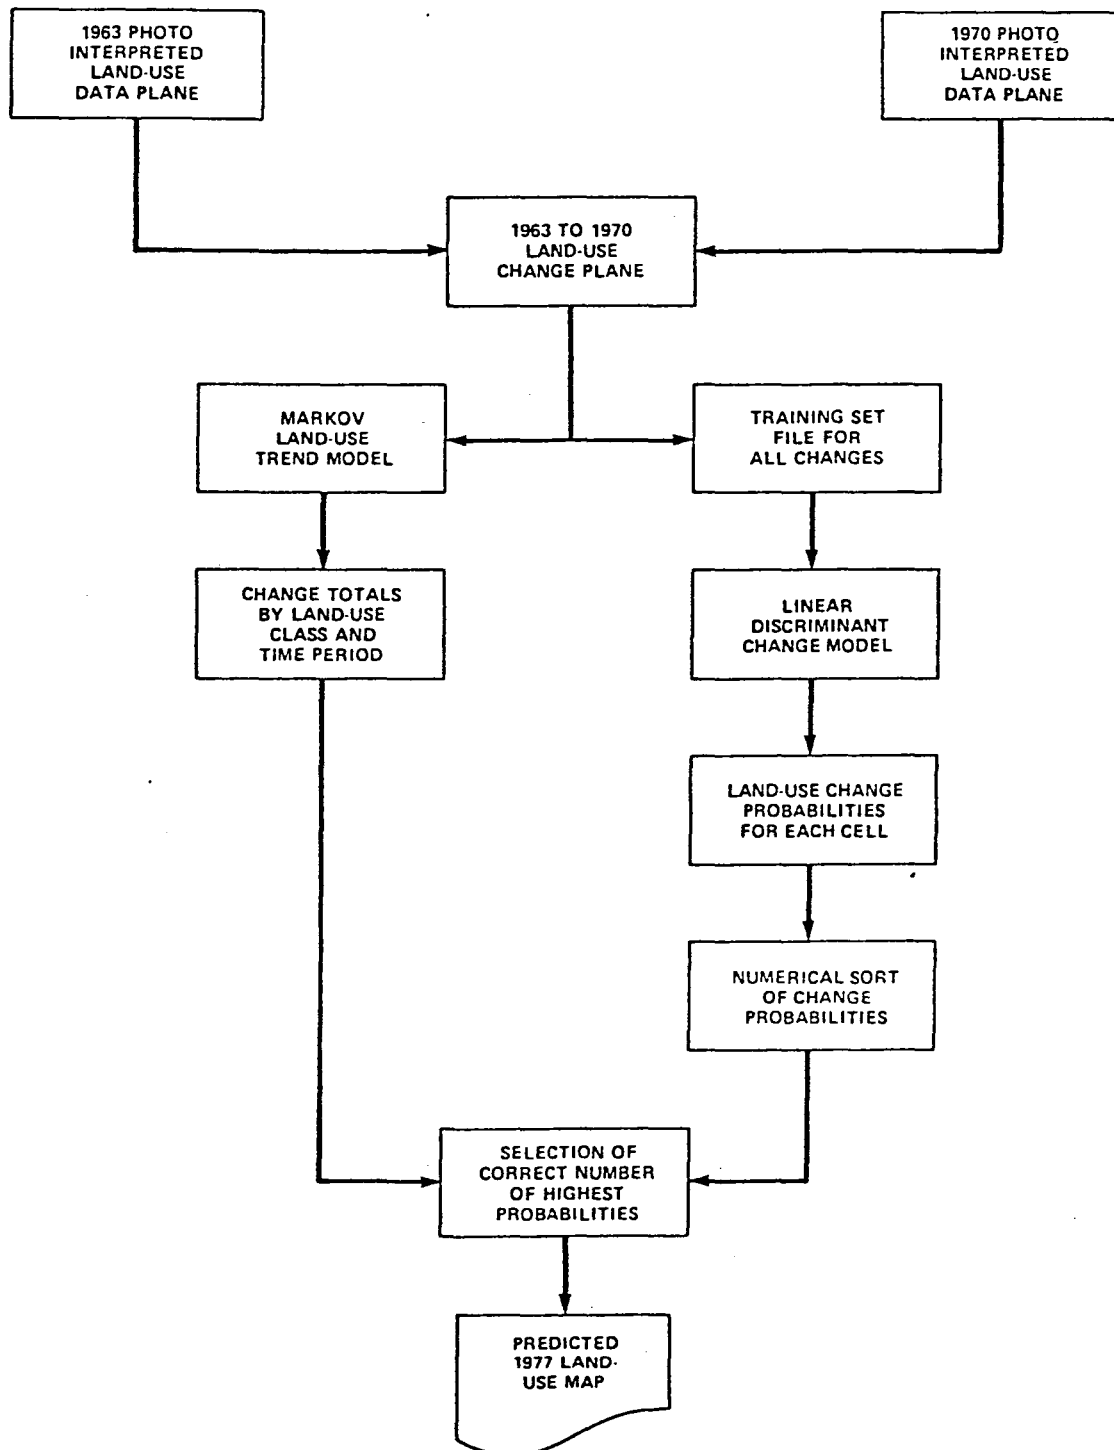 1963 PHOTO
INTERPRETED
LAND-USE
DATA PLANE
1970 PHOTO
INTERPRETED
LAND-USE
DATA PLANE
1963 TO 1970
LAND-USE
CHANGE PLANE
MARKOV
LAND-USE
TREND MODEL
TRAINING SET
FILE FOR
ALL CHANGES
CHANGE TOTALS
BY LAND-USE
CLASS AND
TIME PERIOD
LINEAR
DISCRIMINANT
CHANGE MODEL
LAND-USE CHANGE
PROBABILITIES
FOR EACH CELL
NUMERICAL SORT
OF CHANGE
PROBABILITIES
SELECTION OF
CORRECT NUMBER
OF HIGHEST
PROBABILITIES
PREDICTED
1977 LAND-
USE MAP